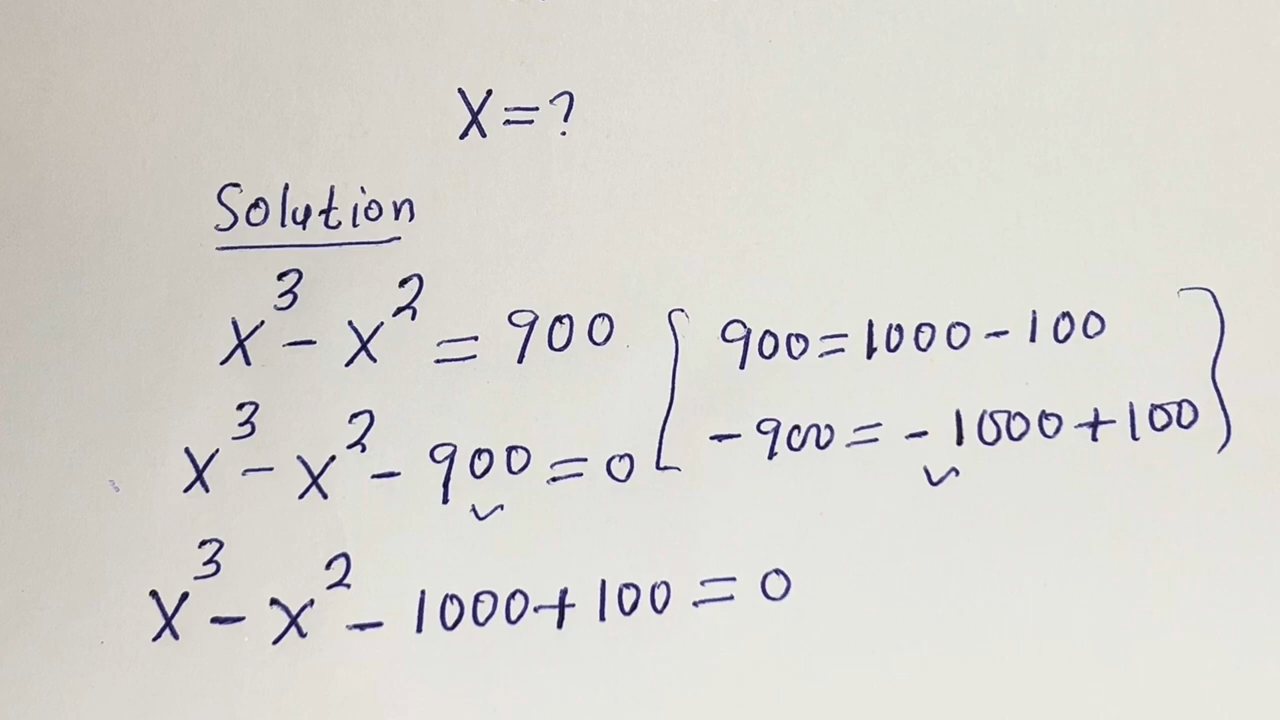 X=?
Solution
x³ - x² = 900 [ 900=1000-100
x³ - x² - 900 = 0 -900 = -1000+100 }
x³ - x² - 1000+100 = 0